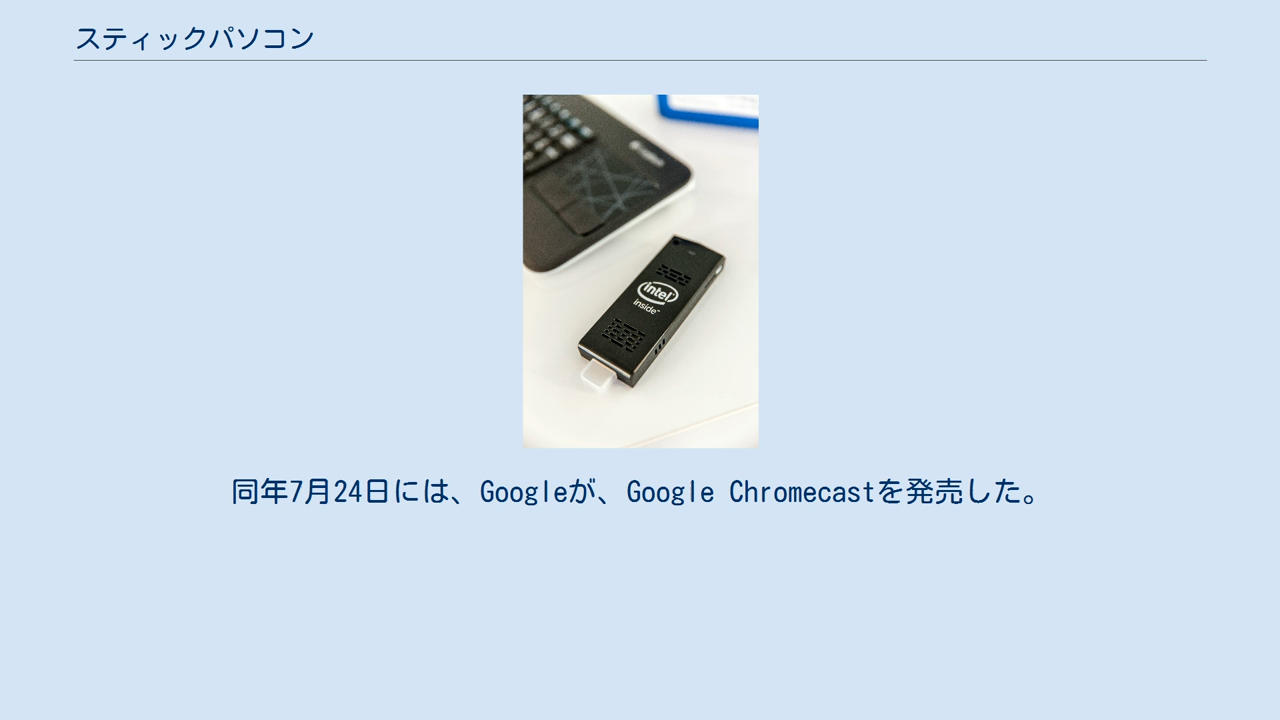 スティックパソコン
intel
inside™
同年7月24日には、Googleが、Google Chromecastを発売した。